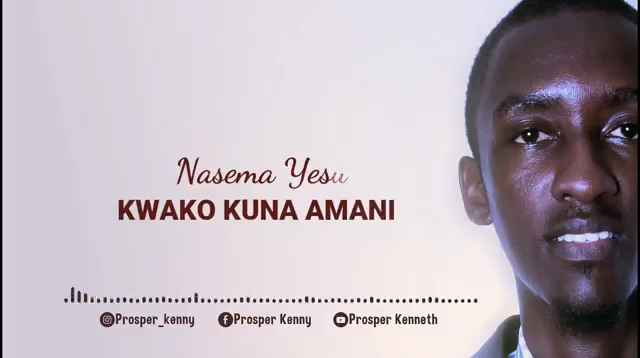 Nasema Yesu
KWAKO KUNA AMANI
Prosper_kenny Prosper Kenny Prosper Kenneth